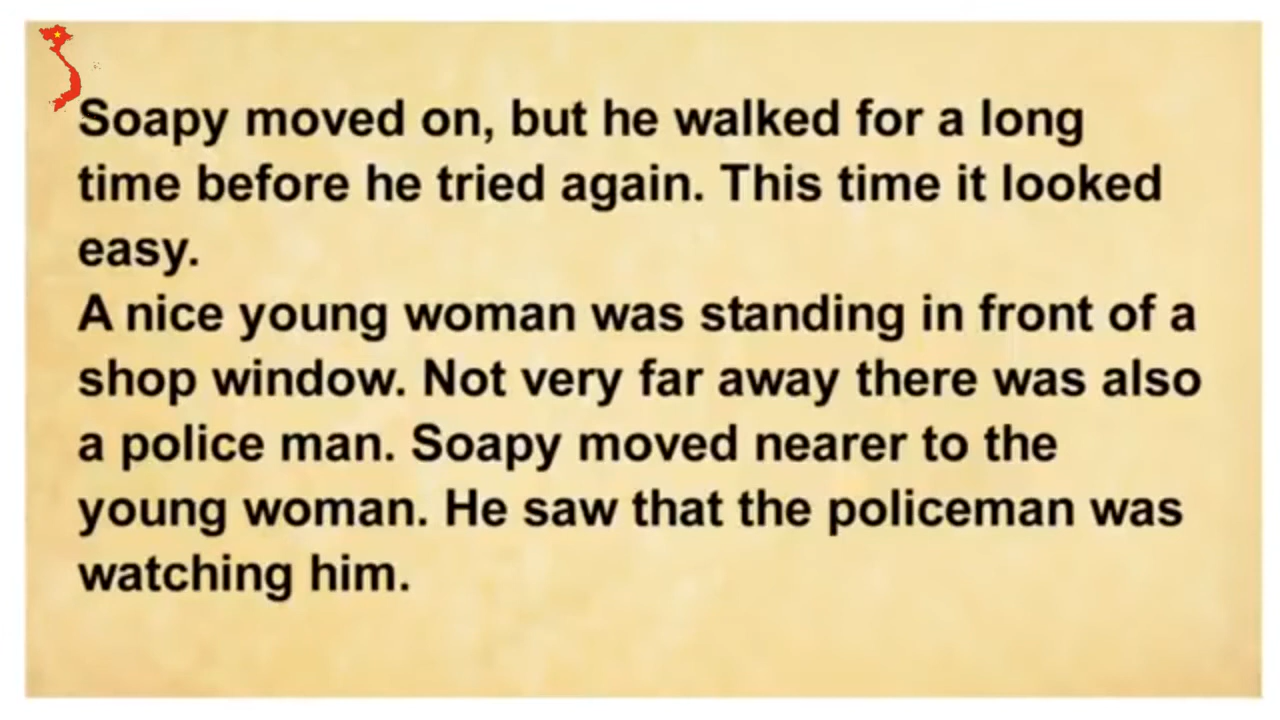 Soapy moved on, but he walked for a long
time before he tried again. This time it looked
easy.
A nice young woman was standing in front of a
shop window. Not very far away there was also
a police man. Soapy moved nearer to the
young woman. He saw that the policeman was
watching him.